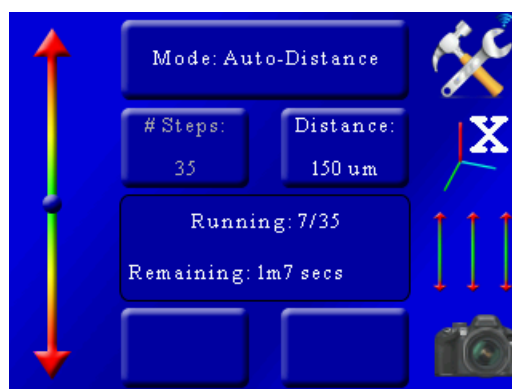 Mode: Auto-Distance
# Steps:
35
Distance:
150 um
X
Running: 7/35
Remaining: 1m7 secs